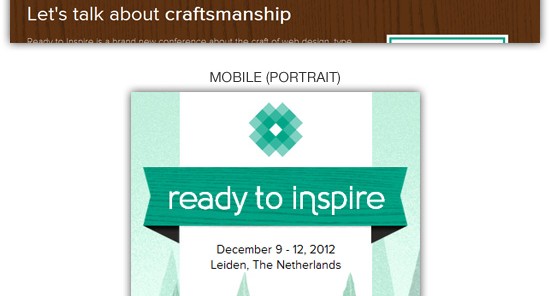 Let's talk about craftsmanship
Ready to Inspire is a brand new conference about the craft of web design, type
MOBILE (PORTRAIT)
ready to inspire
December 9 - 12, 2012
Leiden, The Netherlands